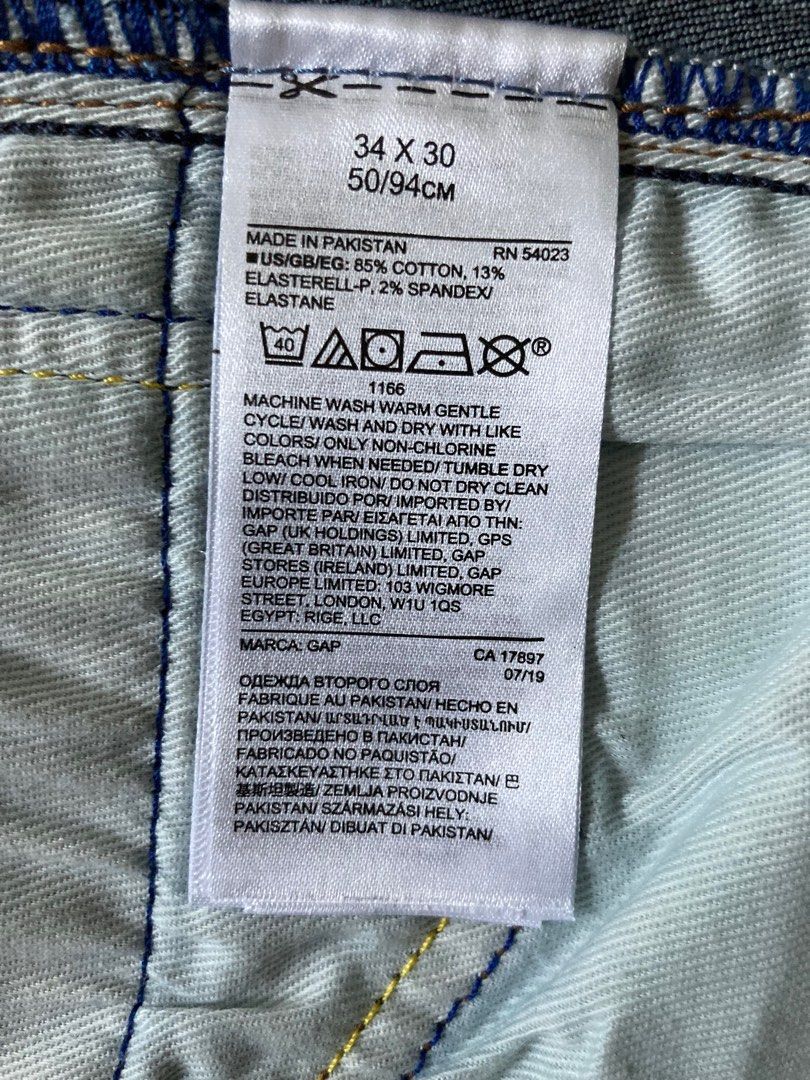 34 X 30
50/94CM
MADE IN PAKISTAN RN 54023
■US/GB/EG: 85% COTTON, 13%
ELASTERELL-P, 2% SPANDEX/
ELASTANE
40 ®
1166
MACHINE WASH WARM GENTLE
CYCLE/ WASH AND DRY WITH LIKE
COLORS/ ONLY NON-CHLORINE
BLEACH WHEN NEEDED/ TUMBLE DRY
LOW/ COOL IRON/ DO NOT DRY CLEAN
DISTRIBUIDO POR/ IMPORTED BY/
IMPORTE PAR/ ΕΙΣΑΓΕΤΑΙ ΑΠΟ ΤΗΝ:
GAP (UK HOLDINGS) LIMITED, GPS
(GREAT BRITAIN) LIMITED, GAP
STORES (IRELAND) LIMITED, GAP
EUROPE LIMITED: 103 WIGMORE
STREET, LONDON, W1U 1QS
EGYPT: RIGE, LLC
MARCA: GAP CA 17897
07/19
ОДЕЖДА ВТОРОГО СЛОЯ
FABRIQUE AU PAKISTAN/ HECHO EN
PAKISTAN/ ԱՐՏԱԴՐՎԱԾ Է ՊԱԿԻՍՏԱՆՈՒՄ/
ПРОИЗВЕДЕНО В ПАКИСТАН/
FABRICADO NO PAQUISTÃO/
ΚΑΤΑΣΚΕΥΑΣΤΗΚΕ ΣΤΟ ΠΑΚΙΣΤΑΝ/ 巴
基斯坦製造/ ZEMLJA PROIZVODNJE
PAKISTAN/ SZÁRMAZÁSI HELY:
PAKISZTÁN/ DIBUAT DI PAKISTAN/